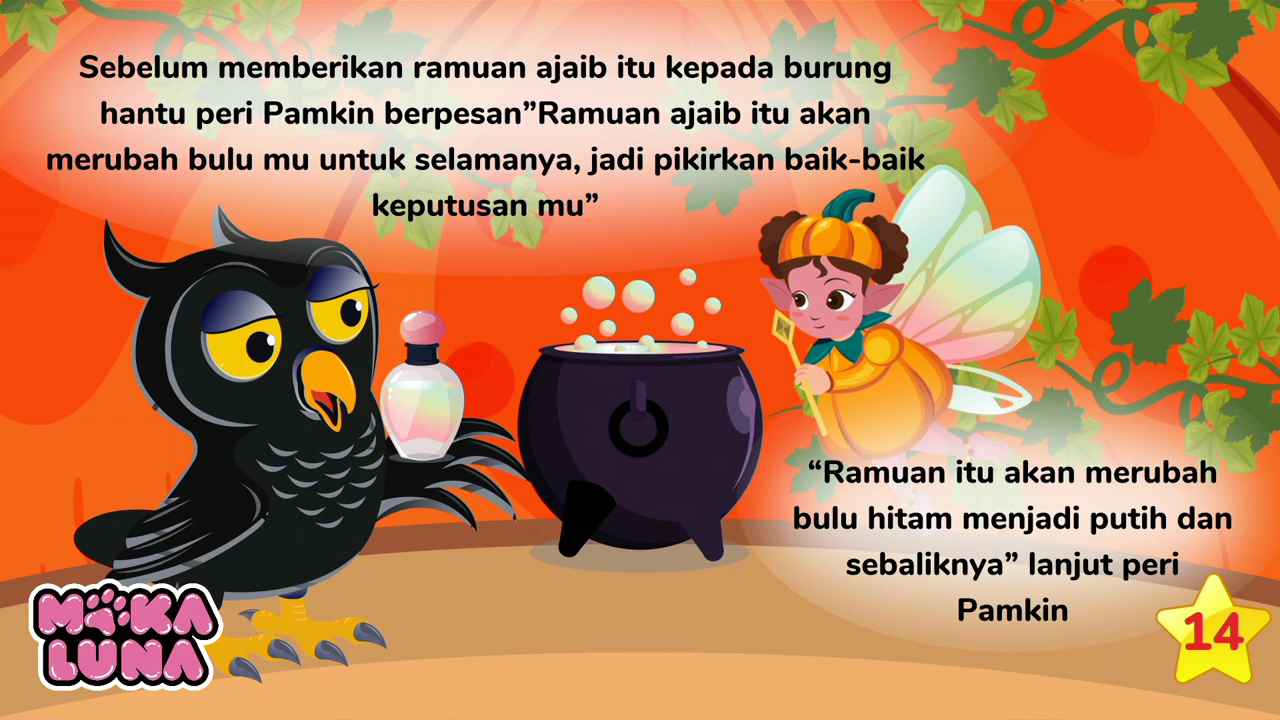 Sebelum memberikan ramuan ajaib itu kepada burung
hantu peri Pamkin berpesan”Ramuan ajaib itu akan
merubah bulu mu untuk selamanya, jadi pikirkan baik-baik
keputusan mu”
“Ramuan itu akan merubah
bulu hitam menjadi putih dan
sebaliknya” lanjut peri
Pamkin
MOKA
LUNA
14